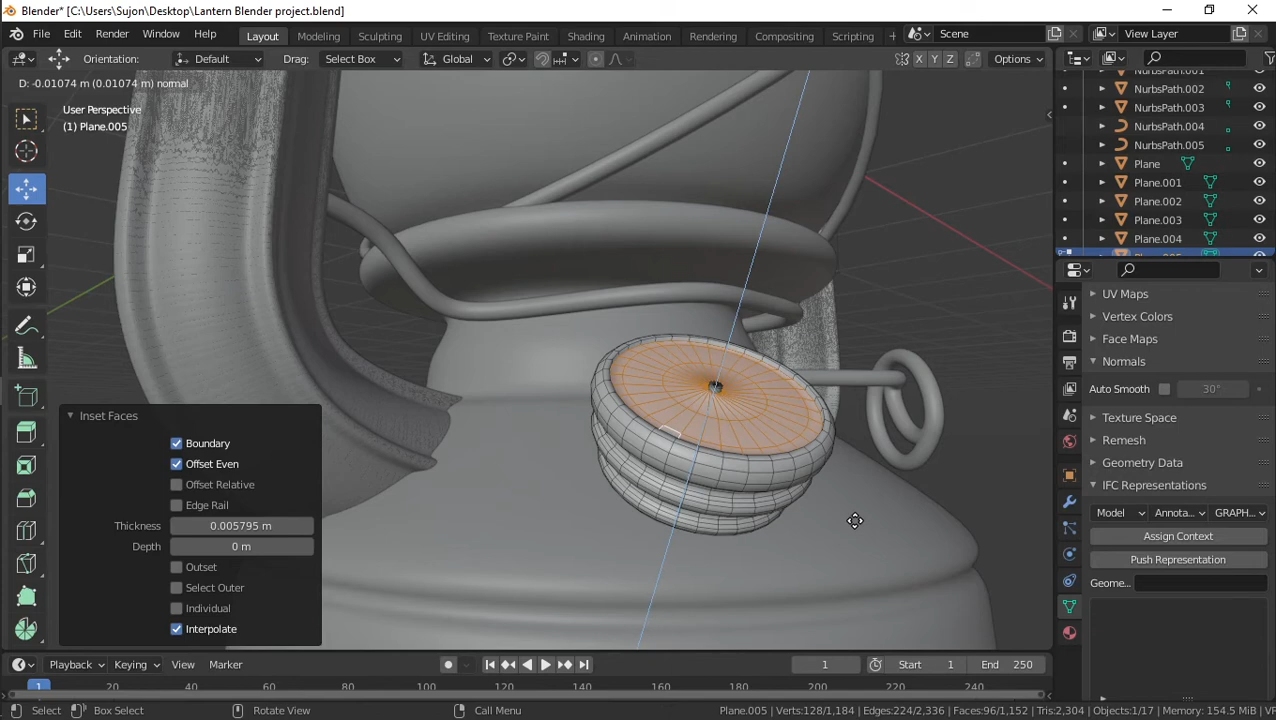 Blender* [C:\Users\Sujon\Desktop\Lantern Blender project.blend]
File Edit Render Window Help Layout Modeling Sculpting UV Editing Texture Paint Shading Animation Rendering Compositing Scripting + Scene View Layer
Orientation: Default Drag: Select Box Global X Y Z Options
D: -0.01074 m (0.01074 m) normal
User Perspective
(1) Plane.005
NurbsPath.001
NurbsPath.002
NurbsPath.003
NurbsPath.004
NurbsPath.005
Plane
Plane.001
Plane.002
Plane.003
Plane.004
Plane.005
UV Maps
Vertex Colors
Face Maps
Normals
Auto Smooth 30°
Texture Space
Remesh
Geometry Data
IFC Representations
Model Annota... GRAPH...
Assign Context
Push Representation
Geome...
Inset Faces
Boundary
Offset Even
Offset Relative
Edge Rail
Thickness 0.005795 m
Depth 0 m
Outset
Select Outer
Individual
Interpolate
Playback Keying View Marker 1 Start 1 End 250
1 20 40 60 80 100 120 140 160 180 200 220 240
Select Box Select Rotate View Call Menu Plane.005 | Verts:128/1,184 | Edges:224/2,336 | Faces:96/1,152 | Tris:2,304 | Objects:1/17 | Memory: 154.5 MiB | VR